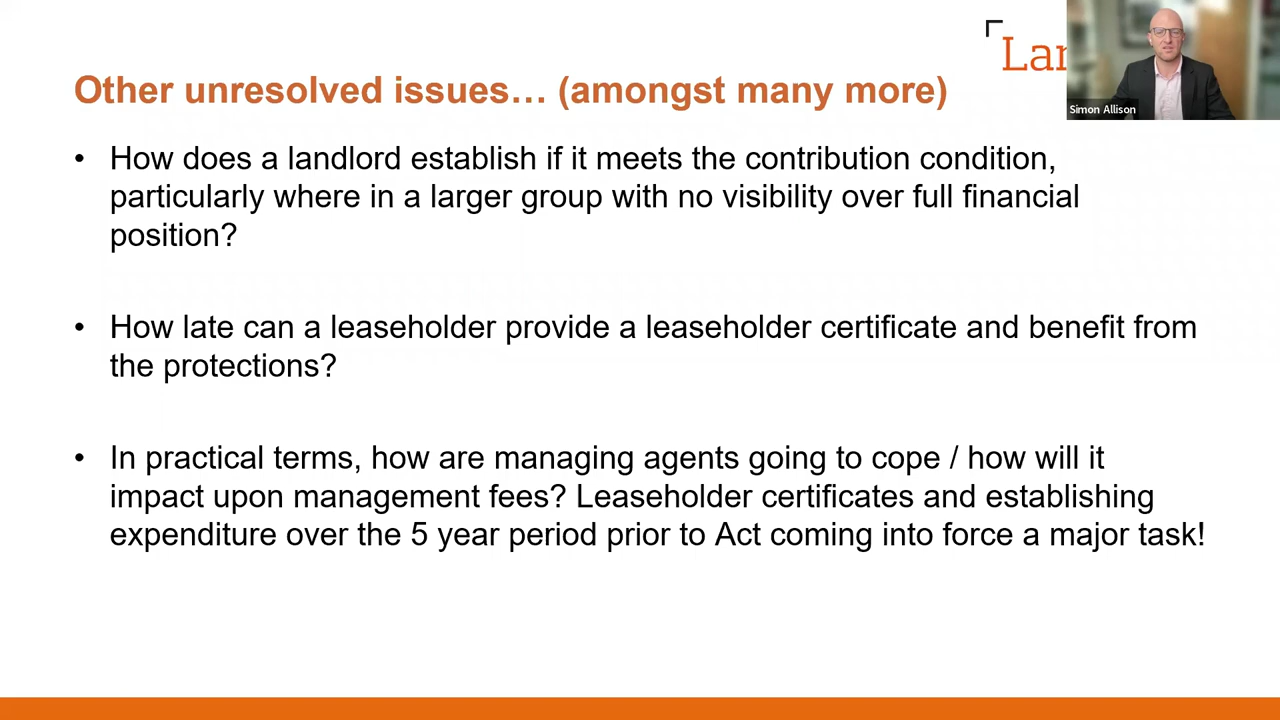 Lan
Simon Allison
Other unresolved issues… (amongst many more)
• How does a landlord establish if it meets the contribution condition,
particularly where in a larger group with no visibility over full financial
position?
• How late can a leaseholder provide a leaseholder certificate and benefit from
the protections?
• In practical terms, how are managing agents going to cope / how will it
impact upon management fees? Leaseholder certificates and establishing
expenditure over the 5 year period prior to Act coming into force a major task!